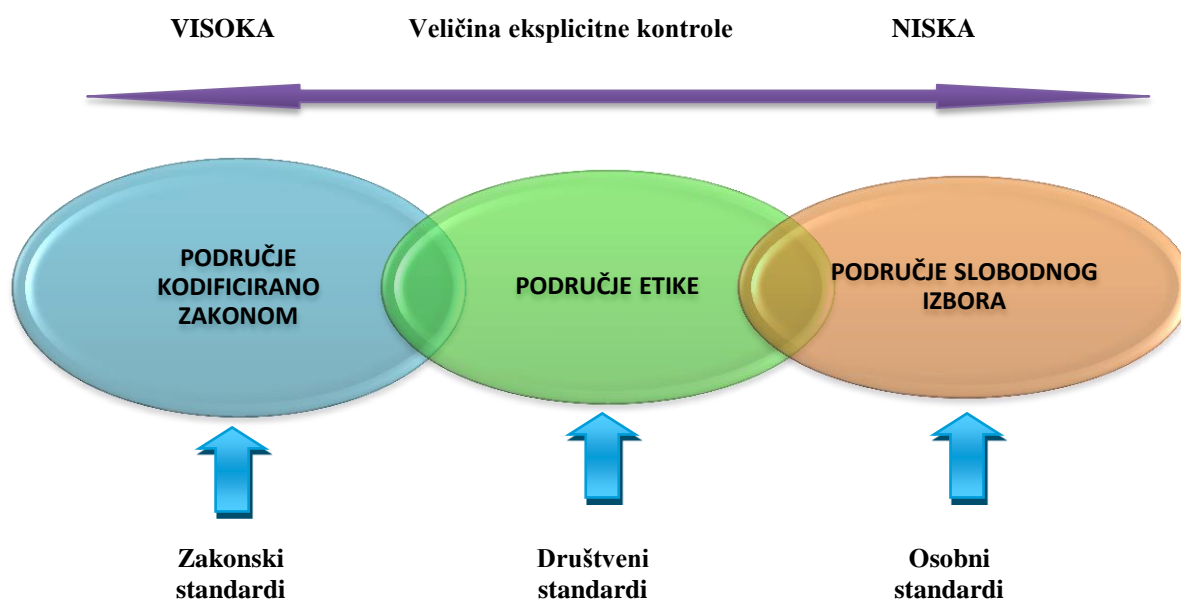 VISOKA Veličina eksplicitne kontrole NISKA
PODRUČJE
KODIFICIRANO
ZAKONOM
PODRUČJE ETIKE
PODRUČJE SLOBODNOG
IZBORA
Zakonski
standardi
Društveni
standardi
Osobni
standardi